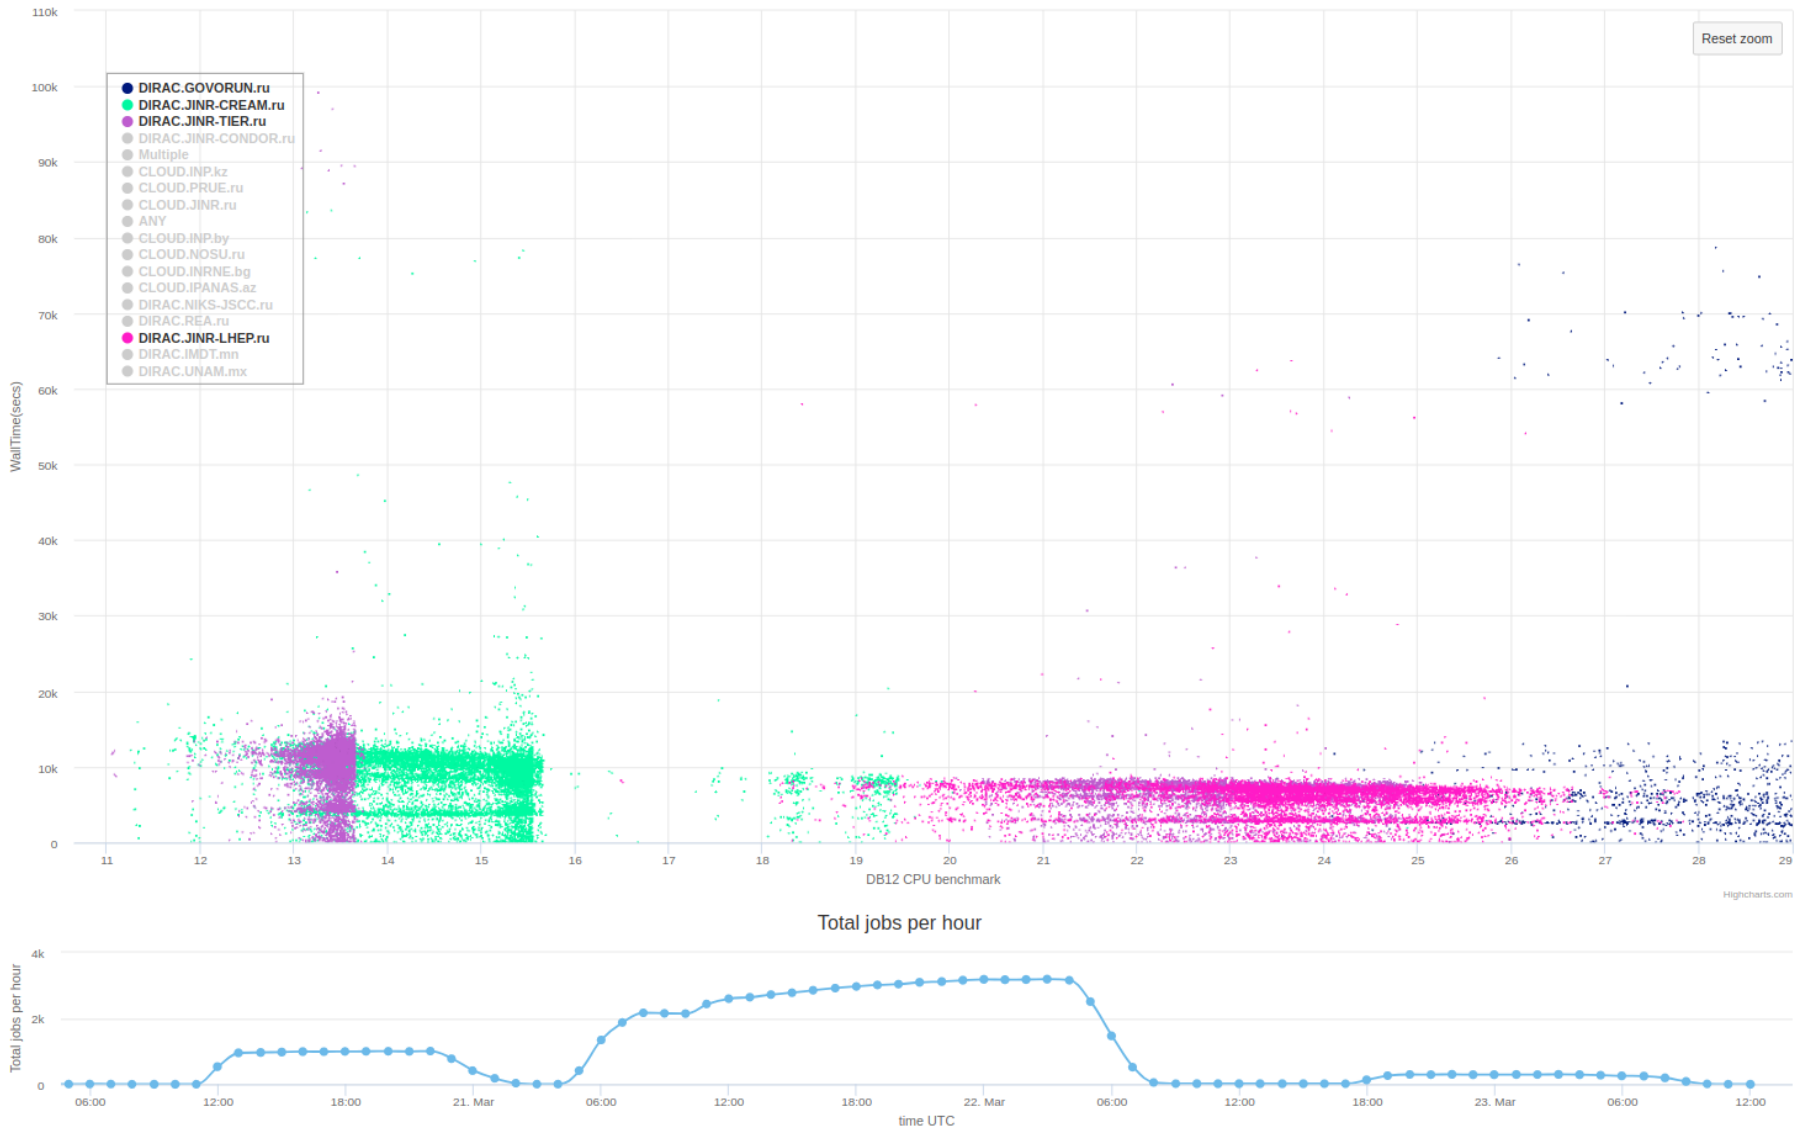 110k
Reset zoom
100k
90k
80k
70k
60k
50k
40k
30k
20k
10k
0
WallTime(secs)
DIRAC.GOVORUN.ru
DIRAC.JINR-CREAM.ru
DIRAC.JINR-TIER.ru
DIRAC.JINR-CONDOR.ru
Multiple
CLOUD.INP.kz
CLOUD.PRUE.ru
CLOUD.JINR.ru
ANY
CLOUD.INP.by
CLOUD.NOSU.ru
CLOUD.INRNE.bg
CLOUD.IPANAS.az
DIRAC.NIKS-JSCC.ru
DIRAC.REA.ru
DIRAC.JINR-LHEP.ru
DIRAC.IMDT.mn
DIRAC.UNAM.mx
11 12 13 14 15 16 17 18 19 20 21 22 23 24 25 26 27 28 29
DB12 CPU benchmark
Highcharts.com
Total jobs per hour
4k
2k
0
Total jobs per hour
06:00 12:00 18:00 21. Mar 06:00 12:00 18:00 22. Mar 06:00 12:00 18:00 23. Mar 06:00 12:00
time UTC